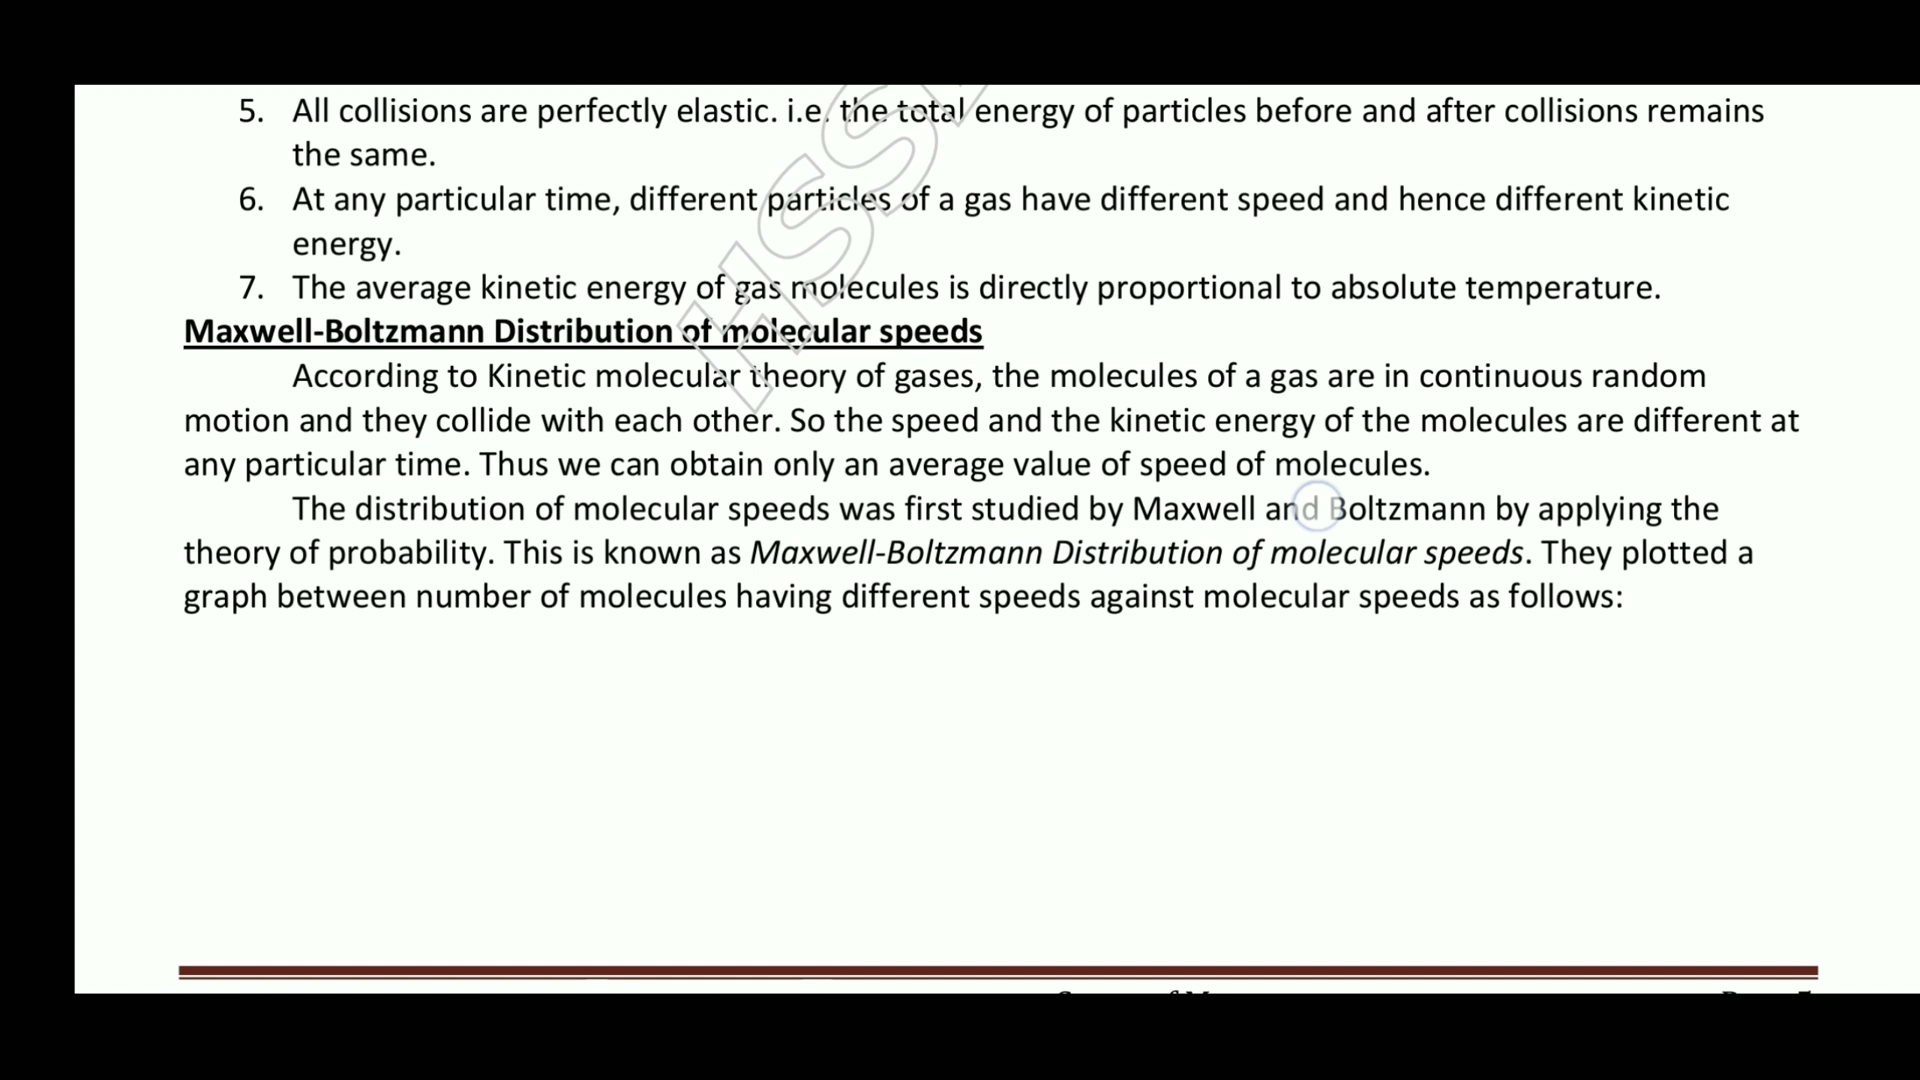 5. All collisions are perfectly elastic. i.e. the total energy of particles before and after collisions remains
the same.
6. At any particular time, different particles of a gas have different speed and hence different kinetic
energy.
7. The average kinetic energy of gas molecules is directly proportional to absolute temperature.
Maxwell-Boltzmann Distribution of molecular speeds
According to Kinetic molecular theory of gases, the molecules of a gas are in continuous random
motion and they collide with each other. So the speed and the kinetic energy of the molecules are different at
any particular time. Thus we can obtain only an average value of speed of molecules.
The distribution of molecular speeds was first studied by Maxwell and Boltzmann by applying the
theory of probability. This is known as Maxwell-Boltzmann Distribution of molecular speeds. They plotted a
graph between number of molecules having different speeds against molecular speeds as follows: